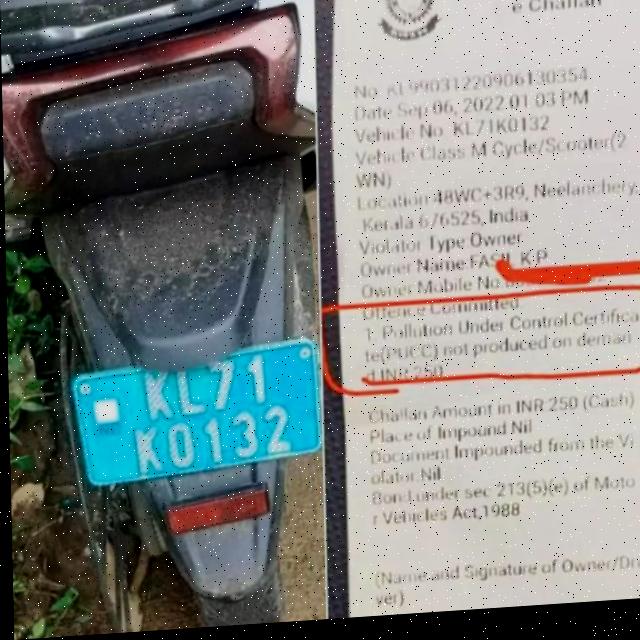 KL71
K0132
e Challan
No. KL99031220906130354
Date Sep 06, 2022 01:03 PM
Vehicle No. KL71K0132
Vehicle Class M Cycle/Scooter(2
WN)
Location 48WC+3R9, Neelanchery,
Kerala 676525, India
Violator Type Owner
Owner Name K.P
Owner Mobile No
Offence Committed
1. Pollution Under Control Certifica
te(PUCC) not produced on deman
d INR:250
Challan Amount in INR:250 (Cash)
Place of Impound Nil
Document Impounded from the Vi
olator:Nil
Bond under sec 213(5)(e) of Moto
r Vehicles Act,1988
(Name and Signature of Owner/Dri
ver)